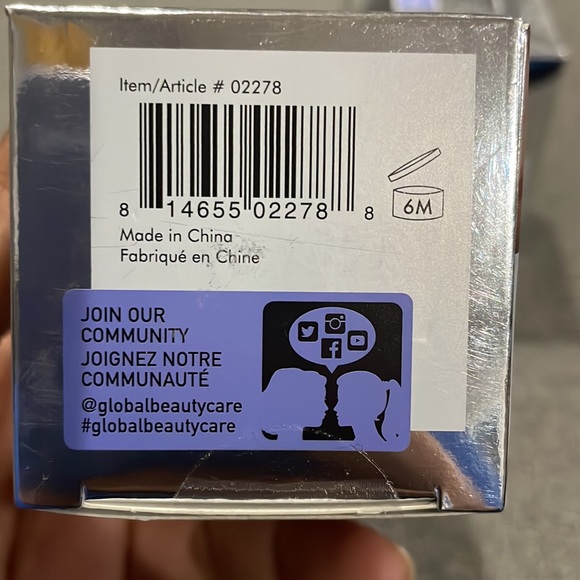 Item/Article # 02278
8 14655 02278 8
6M
Made in China
Fabriqué en Chine
JOIN OUR
COMMUNITY
JOIGNEZ NOTRE
COMMUNAUTÉ
@globalbeautycare
#globalbeautycare